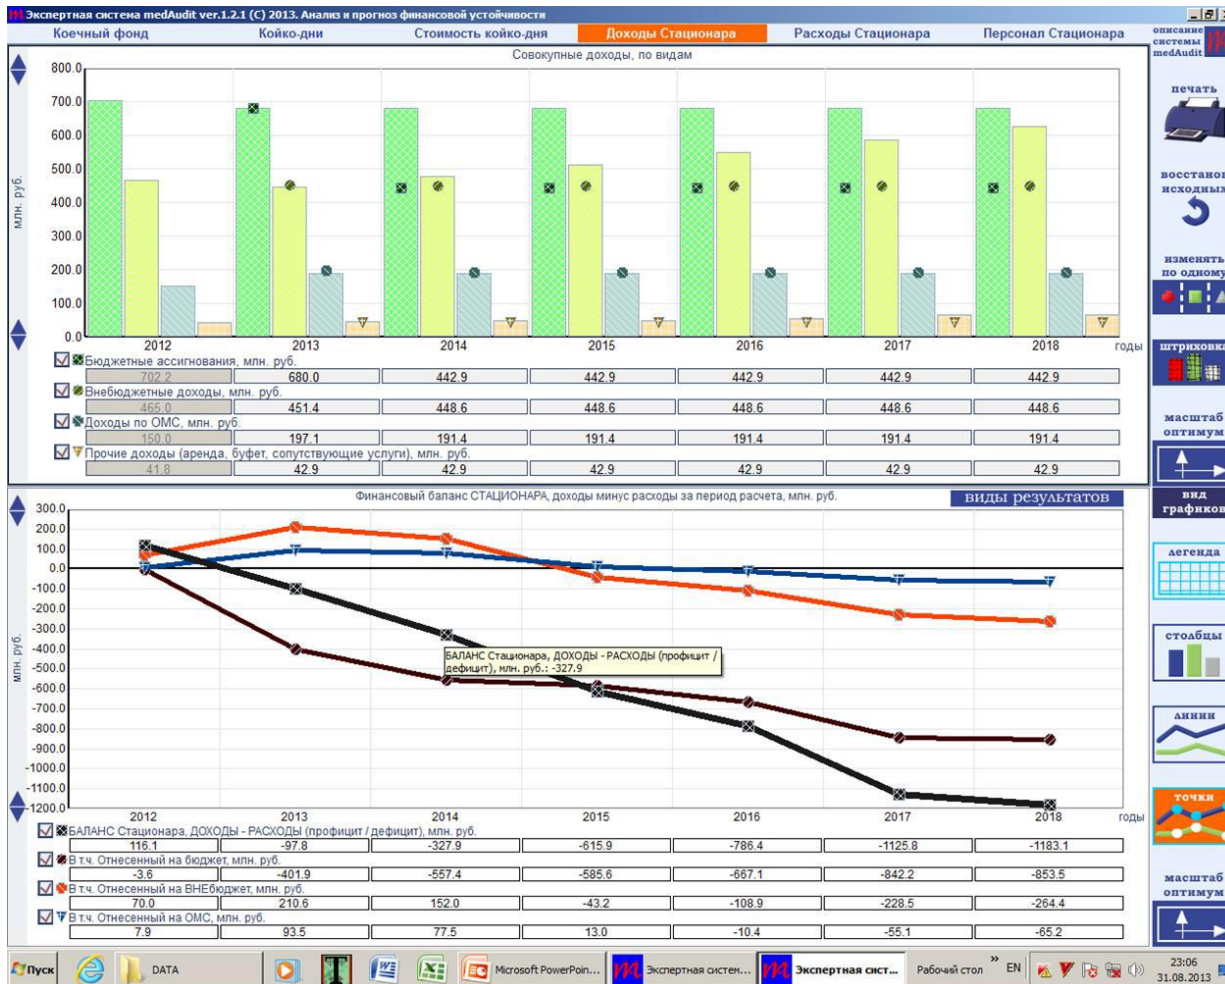 Экспертная система medAudit ver.1.2.1 (C) 2013. Анализ и прогноз финансовой устойчивости
Коечный фонд Койко-дни Стоимость койко-дня Доходы Стационара Расходы Стационара Персонал Стационара
описание
системы
medAudit
Совокупные доходы, по видам
800.0
700.0
600.0
500.0
400.0
300.0
200.0
100.0
0.0
млн. руб.
2012 2013 2014 2015 2016 2017 2018 годы
Бюджетные ассигнования, млн. руб.
702.2 680.0 442.9 442.9 442.9 442.9 442.9
Внебюджетные доходы, млн. руб.
465.0 451.4 448.6 448.6 448.6 448.6 448.6
Доходы по ОМС, млн. руб.
150.0 197.1 191.4 191.4 191.4 191.4 191.4
Прочие доходы (аренда, буфет, сопутствующие услуги), млн. руб.
41.8 42.9 42.9 42.9 42.9 42.9 42.9
печать
восстанов
исходных
изменять
по одному
штриховка
масштаб
оптимум
Финансовый баланс СТАЦИОНАРА, доходы минус расходы за период расчета, млн. руб.
виды результатов
300.0
200.0
100.0
0.0
-100.0
-200.0
-300.0
-400.0
-500.0
-600.0
-700.0
-800.0
-900.0
-1000.0
-1100.0
-1200.0
млн. руб.
БАЛАНС Стационара, ДОХОДЫ - РАСХОДЫ (профицит /
дефицит), млн. руб.: -327.9
2012 2013 2014 2015 2016 2017 2018 годы
БАЛАНС Стационара, ДОХОДЫ - РАСХОДЫ (профицит / дефицит), млн. руб.
116.1 -97.8 -327.9 -615.9 -786.4 -1125.8 -1183.1
В т.ч. Отнесенный на бюджет, млн. руб.
-3.6 -401.9 -557.4 -585.6 -667.1 -842.2 -853.5
В т.ч. Отнесенный на ВНЕбюджет, млн. руб.
70.0 210.6 152.0 -43.2 -108.9 -228.5 -264.4
В т.ч. Отнесенный на ОМС, млн. руб.
7.9 93.5 77.5 13.0 -10.4 -55.1 -65.2
вид
графиков
легенда
столбцы
линии
точки
масштаб
оптимум
Пуск DATA Microsoft PowerPoin... Экспертная систем... Экспертная сист... Рабочий стол » EN 23:06
31.08.2013